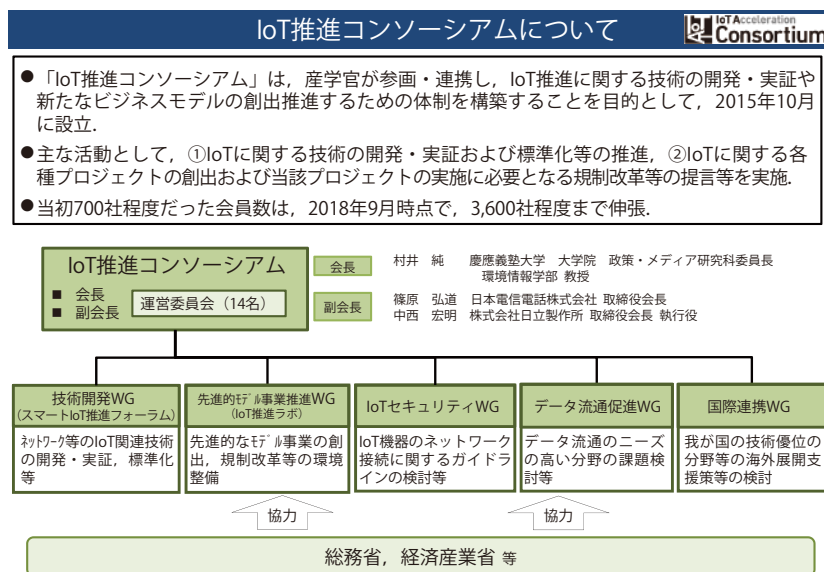 IoT推進コンソーシアムについて
IoT Acceleration
Consortium
●「IoT推進コンソーシアム」は，産学官が参画・連携し，IoT推進に関する技術の開発・実証や
新たなビジネスモデルの創出推進するための体制を構築することを目的として，2015年10月
に設立．
●主な活動として，①IoTに関する技術の開発・実証および標準化等の推進，②IoTに関する各
種プロジェクトの創出および当該プロジェクトの実施に必要となる規制改革等の提言等を実施．
●当初700社程度だった会員数は，2018年9月時点で，3,600社程度まで伸張．
IoT推進コンソーシアム
■ 会長
■ 副会長
運営委員会（14名）
会長
村井 純 慶應義塾大学 大学院 政策・メディア研究科委員長
環境情報学部 教授
副会長
篠原 弘道 日本電信電話株式会社 取締役会長
中西 宏明 株式会社日立製作所 取締役会長 執行役
技術開発WG
(スマートIoT推進フォーラム)
ﾈｯﾄﾜｰｸ等のIoT関連技術
の開発・実証，標準化
等
先進的ﾓﾃﾞﾙ事業推進WG
(IoT推進ラボ)
先進的なﾓﾃﾞﾙ事業の創
出，規制改革等の環境
整備
IoTセキュリティWG
IoT機器のネットワーク
接続に関するガイドラ
インの検討等
データ流通促進WG
データ流通のニーズ
の高い分野の課題検
討等
国際連携WG
我が国の技術優位の
分野等の海外展開支
援策等の検討
協力
協力
総務省，経済産業省 等